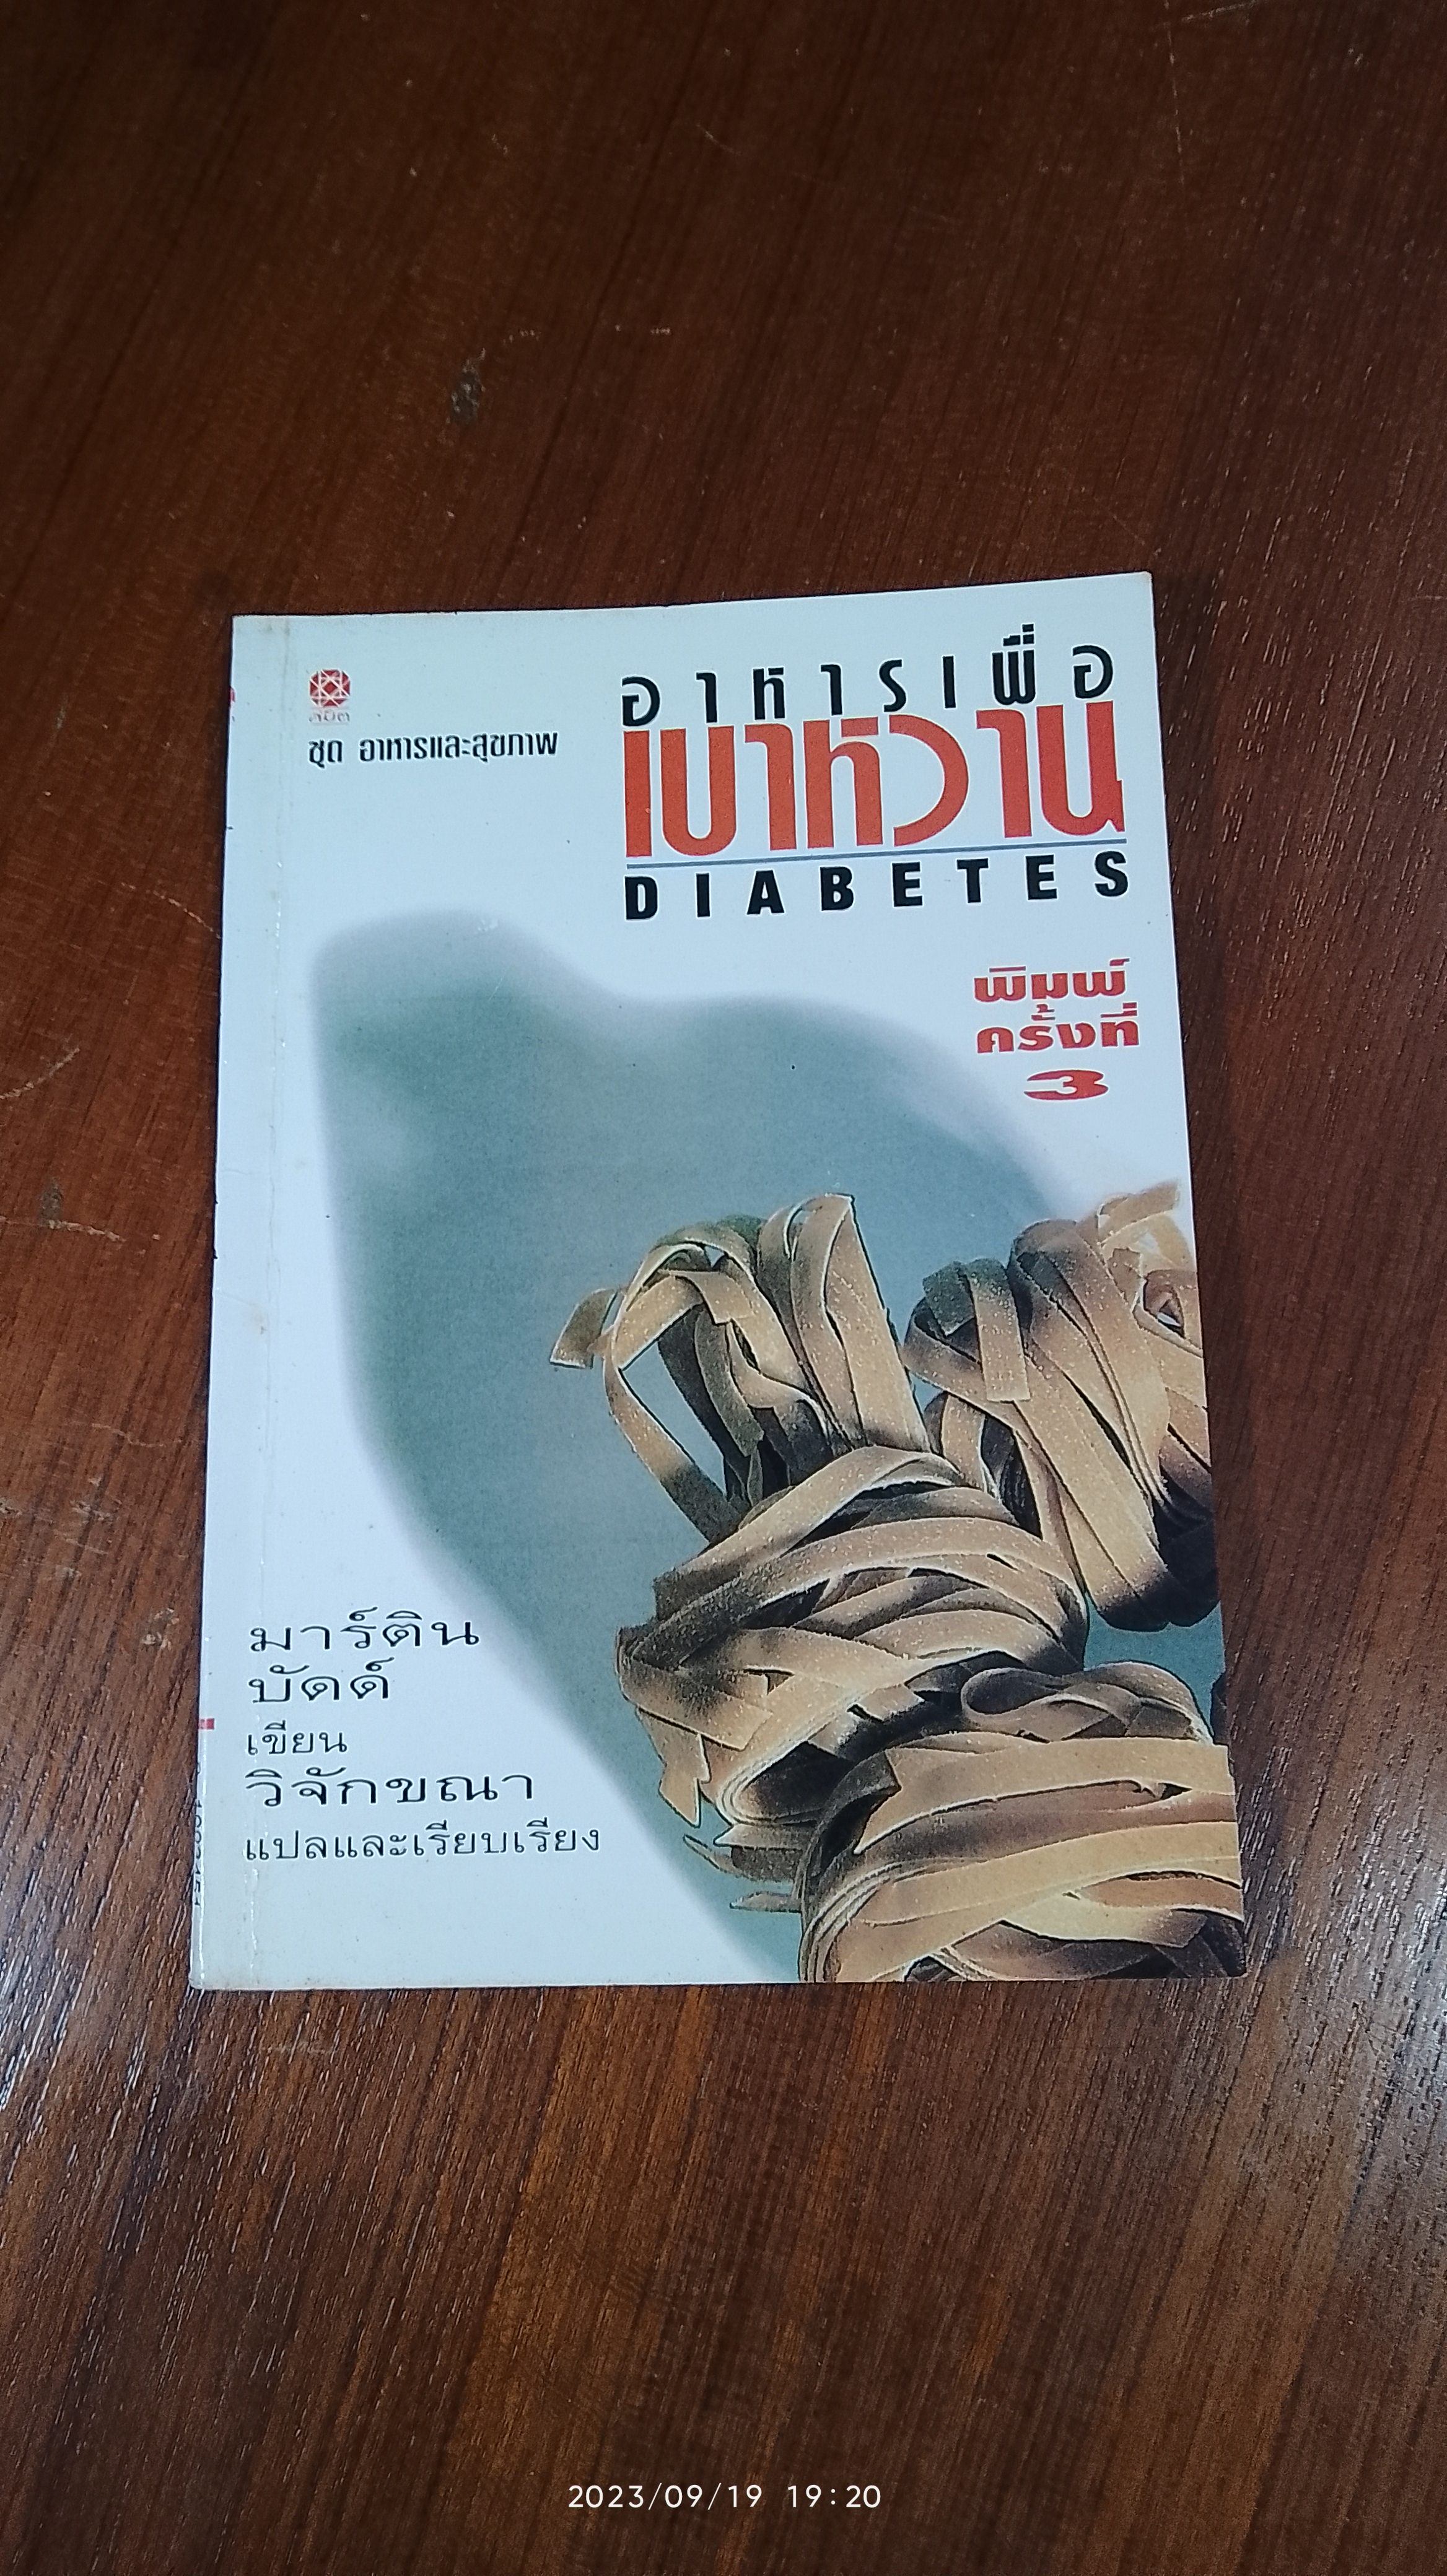 อาหารเพื่อ
เบาหวาน
DIABETES
ชุด อาหารและสุขภาพ
พิมพ์
ครั้งที่
3
มาร์ติน
บัดด์
เขียน
วิจักขณา
แปลและเรียบเรียง
2023/09/19 19:20